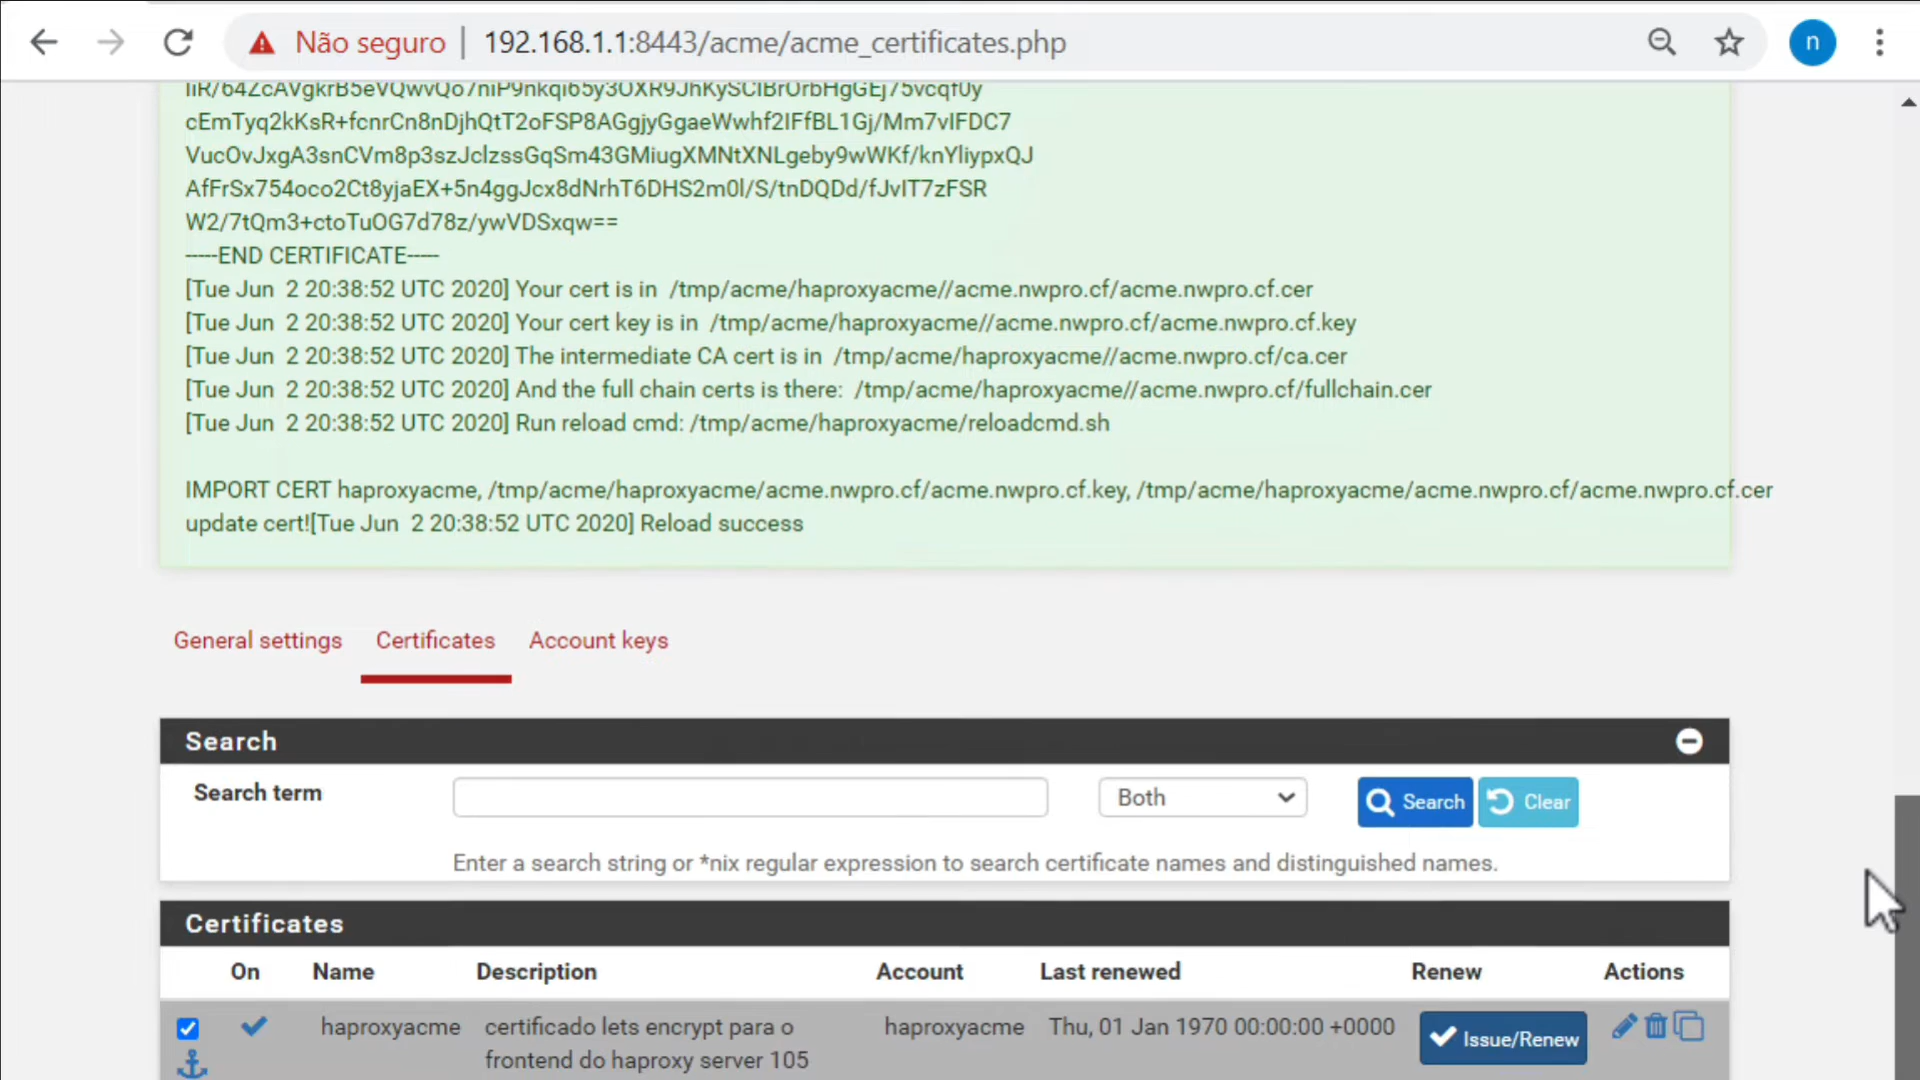 Não seguro
192.168.1.1:8443/acme/acme_certificates.php
n
cEmTyq2kKsR+fcnrCn8nDjhQtT2oFSP8AGgjyGgaeWwhf2IFfBL1Gj/Mm7vIFDC7
VucOvJxgA3snCVm8p3szJclzssGqSm43GMiugXMNtXNLgeby9wWKf/knYliypxQJ
AfFrSx754oco2Ct8yjaEX+5n4ggJcx8dNrhT6DHS2m0l/S/tnDQDd/fJvIT7zFSR
W2/7tQm3+ctoTuOG7d78z/ywVDSxqw==
-----END CERTIFICATE-----
[Tue Jun  2 20:38:52 UTC 2020] Your cert is in  /tmp/acme/haproxyacme//acme.nwpro.cf/acme.nwpro.cf.cer
[Tue Jun  2 20:38:52 UTC 2020] Your cert key is in  /tmp/acme/haproxyacme//acme.nwpro.cf/acme.nwpro.cf.key
[Tue Jun  2 20:38:52 UTC 2020] The intermediate CA cert is in  /tmp/acme/haproxyacme//acme.nwpro.cf/ca.cer
[Tue Jun  2 20:38:52 UTC 2020] And the full chain certs is there:  /tmp/acme/haproxyacme//acme.nwpro.cf/fullchain.cer
[Tue Jun  2 20:38:52 UTC 2020] Run reload cmd: /tmp/acme/haproxyacme/reloadcmd.sh
IMPORT CERT haproxyacme, /tmp/acme/haproxyacme/acme.nwpro.cf/acme.nwpro.cf.key, /tmp/acme/haproxyacme/acme.nwpro.cf/acme.nwpro.cf.cer
update cert![Tue Jun  2 20:38:52 UTC 2020] Reload success
General settings Certificates Account keys
Search
Search term Both Search Clear
Enter a search string or *nix regular expression to search certificate names and distinguished names.
Certificates
On Name Description Account Last renewed Renew Actions
haproxyacme certificado lets encrypt para o haproxyacme Thu, 01 Jan 1970 00:00:00 +0000 Issue/Renew
frontend do haproxy server 105